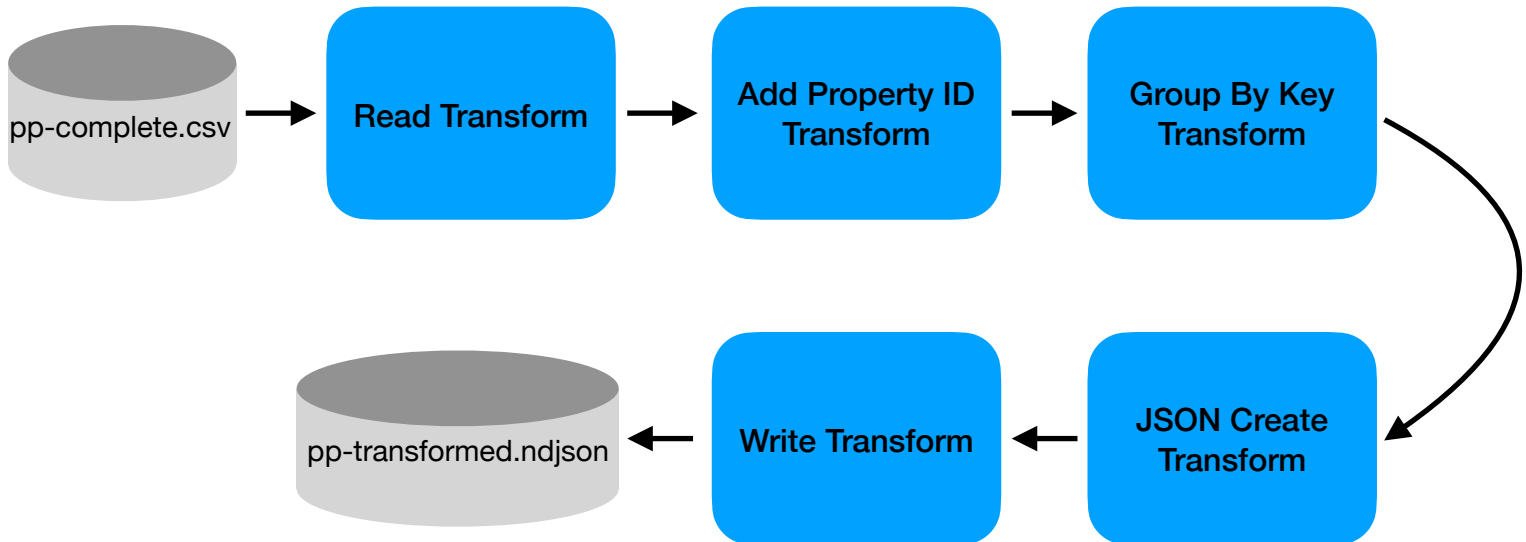 pp-complete.csv
Read Transform
Add Property ID
Transform
Group By Key
Transform
JSON Create
Transform
Write Transform
pp-transformed.ndjson